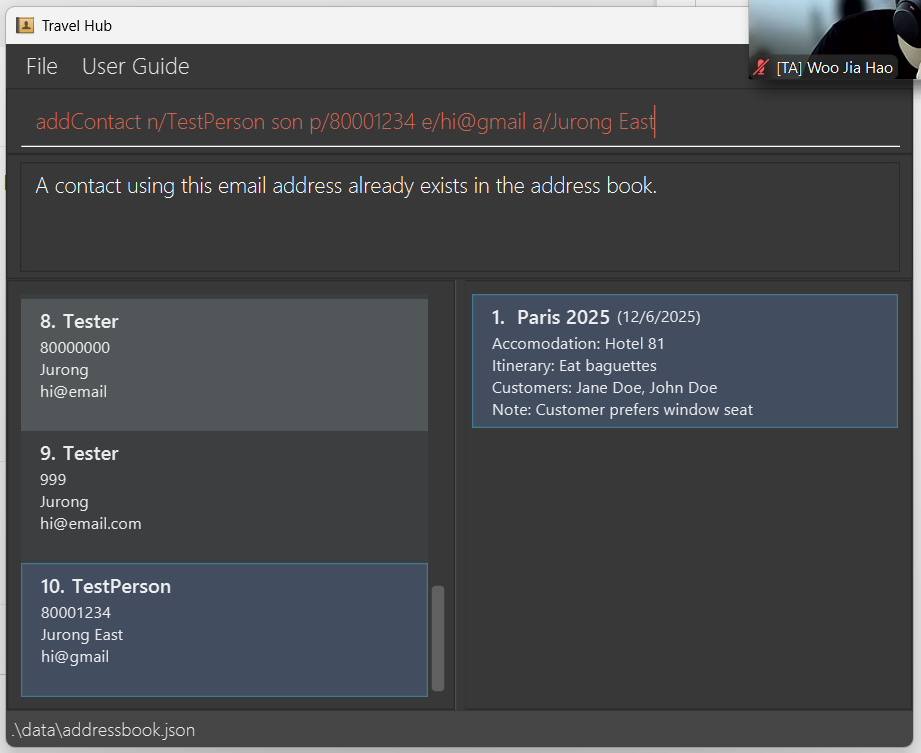 Travel Hub
[TA] Woo Jia Hao
File User Guide
addContact n/TestPerson son p/80001234 e/hi@gmail a/Jurong East
A contact using this email address already exists in the address book.
8. Tester
80000000
Jurong
hi@email
9. Tester
999
Jurong
hi@email.com
10. TestPerson
80001234
Jurong East
hi@gmail
1. Paris 2025 (12/6/2025)
Accomodation: Hotel 81
Itinerary: Eat baguettes
Customers: Jane Doe, John Doe
Note: Customer prefers window seat
.\data\addressbook.json